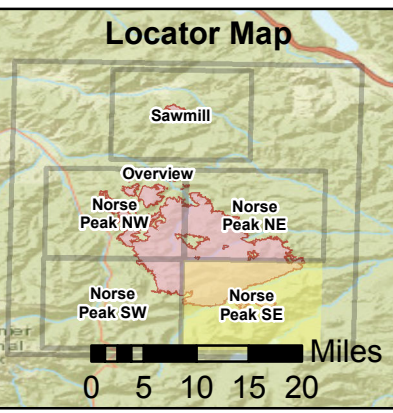 Locator Map
Sawmill
Overview
Norse
Peak NW
Norse
Peak NE
Norse
Peak SW
Norse
Peak SE
Miles
0 5 10 15 20